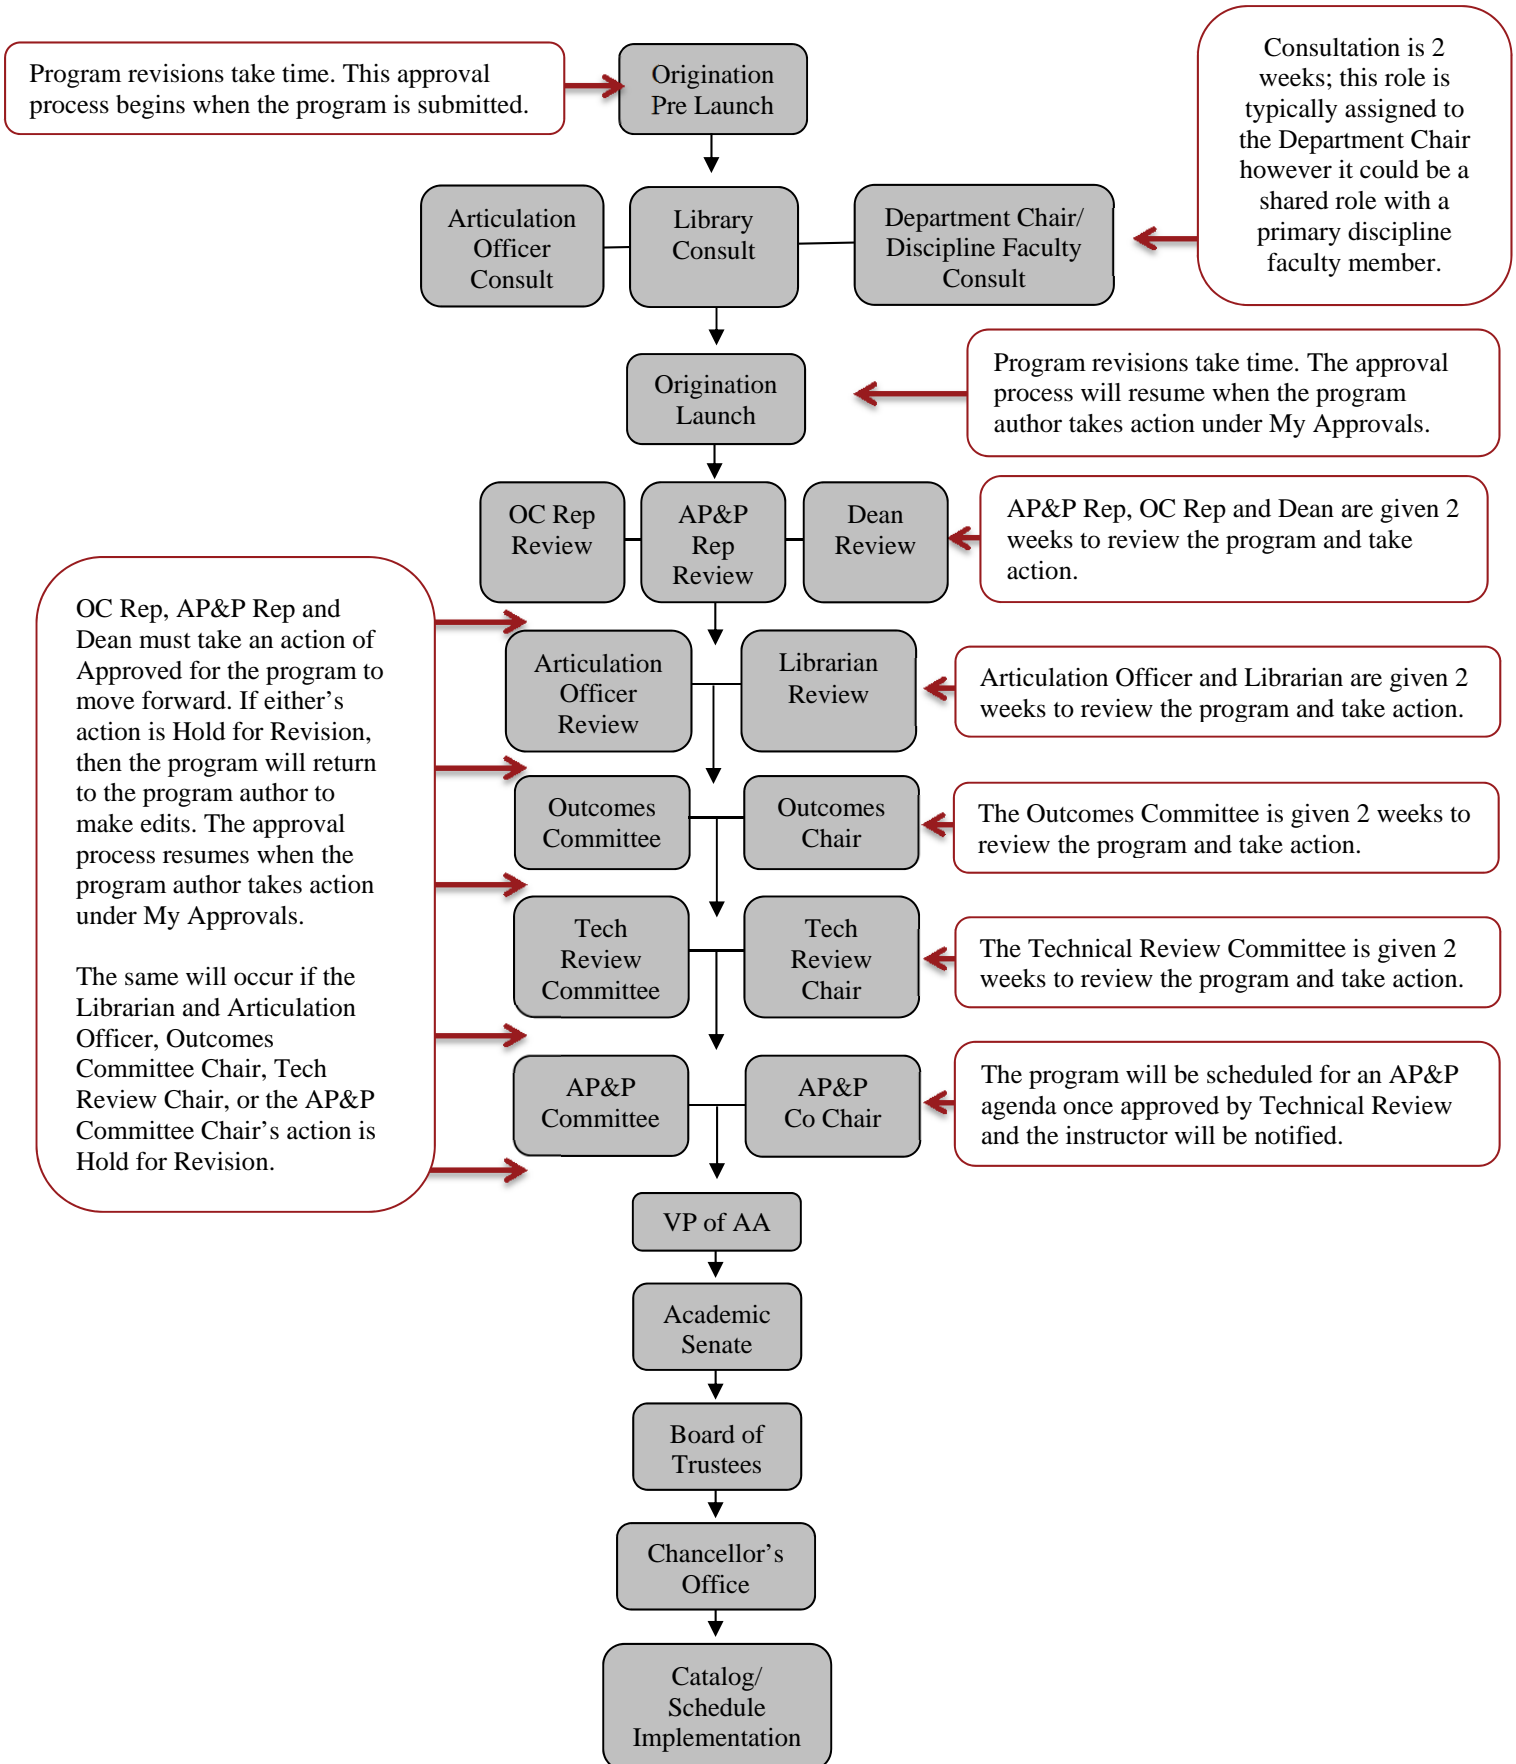 Program revisions take time. This approval
process begins when the program is submitted.
Origination
Pre Launch
Consultation is 2
weeks; this role is
typically assigned to
the Department Chair
however it could be a
shared role with a
primary discipline
faculty member.
Articulation
Officer
Consult
Library
Consult
Department Chair/
Discipline Faculty
Consult
Origination
Launch
Program revisions take time. The approval
process will resume when the program
author takes action under My Approvals.
OC Rep
Review
AP&P
Rep
Review
Dean
Review
AP&P Rep, OC Rep and Dean are given 2
weeks to review the program and take
action.
OC Rep, AP&P Rep and
Dean must take an action of
Approved for the program to
move forward. If either’s
action is Hold for Revision,
then the program will return
to the program author to
make edits. The approval
process resumes when the
program author takes action
under My Approvals.
The same will occur if the
Librarian and Articulation
Officer, Outcomes
Committee Chair, Tech
Review Chair, or the AP&P
Committee Chair’s action is
Hold for Revision.
Articulation
Officer
Review
Librarian
Review
Articulation Officer and Librarian are given 2
weeks to review the program and take action.
Outcomes
Committee
Outcomes
Chair
The Outcomes Committee is given 2 weeks to
review the program and take action.
Tech
Review
Committee
Tech
Review
Chair
The Technical Review Committee is given 2
weeks to review the program and take action.
AP&P
Committee
AP&P
Co Chair
The program will be scheduled for an AP&P
agenda once approved by Technical Review
and the instructor will be notified.
VP of AA
Academic
Senate
Board of
Trustees
Chancellor’s
Office
Catalog/
Schedule
Implementation